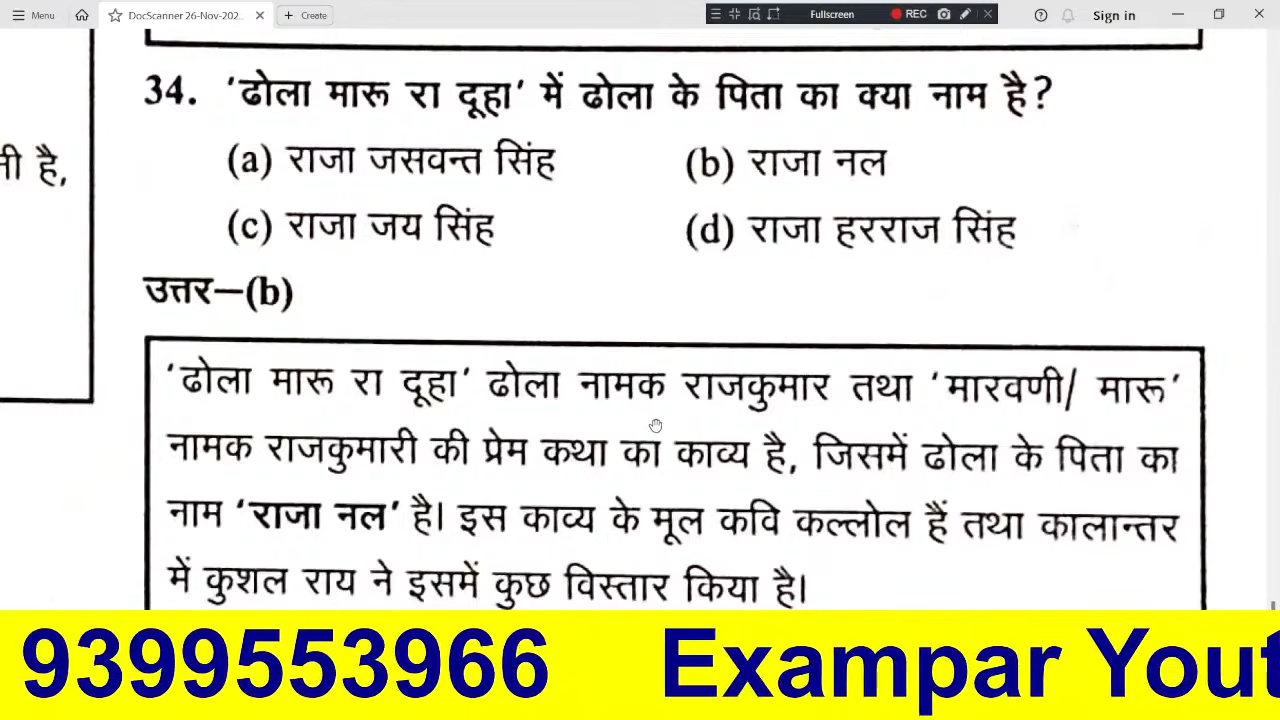 Menu
DocScanner 26-Nov-202...
Create
Fullscreen
REC
Sign in
34. 'ढोला मारू रा दूहा' में ढोला के पिता का क्या नाम है?
नी है,
(a) राजा जसवन्त सिंह (b) राजा नल
(c) राजा जय सिंह (d) राजा हरराज सिंह
उत्तर—(b)
'ढोला मारू रा दूहा' ढोला नामक राजकुमार तथा 'मारवणी/ मारू'
नामक राजकुमारी की प्रेम कथा का काव्य है, जिसमें ढोला के पिता का
नाम 'राजा नल' है। इस काव्य के मूल कवि कल्लोल हैं तथा कालान्तर
में कुशल राय ने इसमें कुछ विस्तार किया है।
9399553966 Exampar Yout